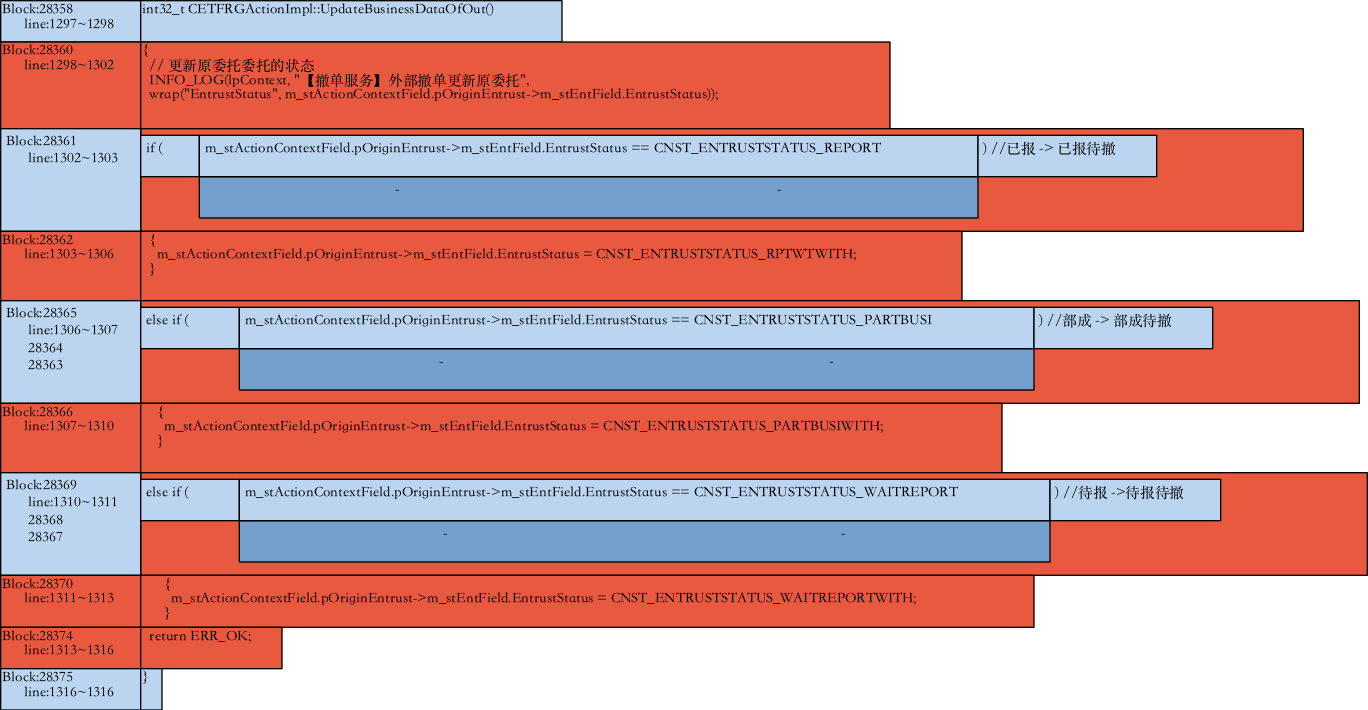 Block:28358
line:1297~1298
int32_t CETFRGActionImpl::UpdateBusinessDataOfOut()
Block:28360
line:1298~1302
{
// 更新原委托委托的状态
INFO_LOG(lpContext, "【撤单服务】外部撤单更新原委托",
wrap("EntrustStatus", m_stActionContextField.pOriginEntrust->m_stEntField.EntrustStatus));
Block:28361
line:1302~1303
if (
m_stActionContextField.pOriginEntrust->m_stEntField.EntrustStatus == CNST_ENTRUSTSTATUS_REPORT
) //已报 -> 已报待撤
- -
Block:28362
line:1303~1306
{
m_stActionContextField.pOriginEntrust->m_stEntField.EntrustStatus = CNST_ENTRUSTSTATUS_RPTWTWITH;
}
Block:28365
line:1306~1307
28364
28363
else if (
m_stActionContextField.pOriginEntrust->m_stEntField.EntrustStatus == CNST_ENTRUSTSTATUS_PARTBUSI
) //部成 -> 部成待撤
- -
Block:28366
line:1307~1310
{
m_stActionContextField.pOriginEntrust->m_stEntField.EntrustStatus = CNST_ENTRUSTSTATUS_PARTBUSIWITH;
}
Block:28369
line:1310~1311
28368
28367
else if (
m_stActionContextField.pOriginEntrust->m_stEntField.EntrustStatus == CNST_ENTRUSTSTATUS_WAITREPORT
) //待报 ->待报待撤
- -
Block:28370
line:1311~1313
{
m_stActionContextField.pOriginEntrust->m_stEntField.EntrustStatus = CNST_ENTRUSTSTATUS_WAITREPORTWITH;
}
Block:28374
line:1313~1316
return ERR_OK;
Block:28375
line:1316~1316
}